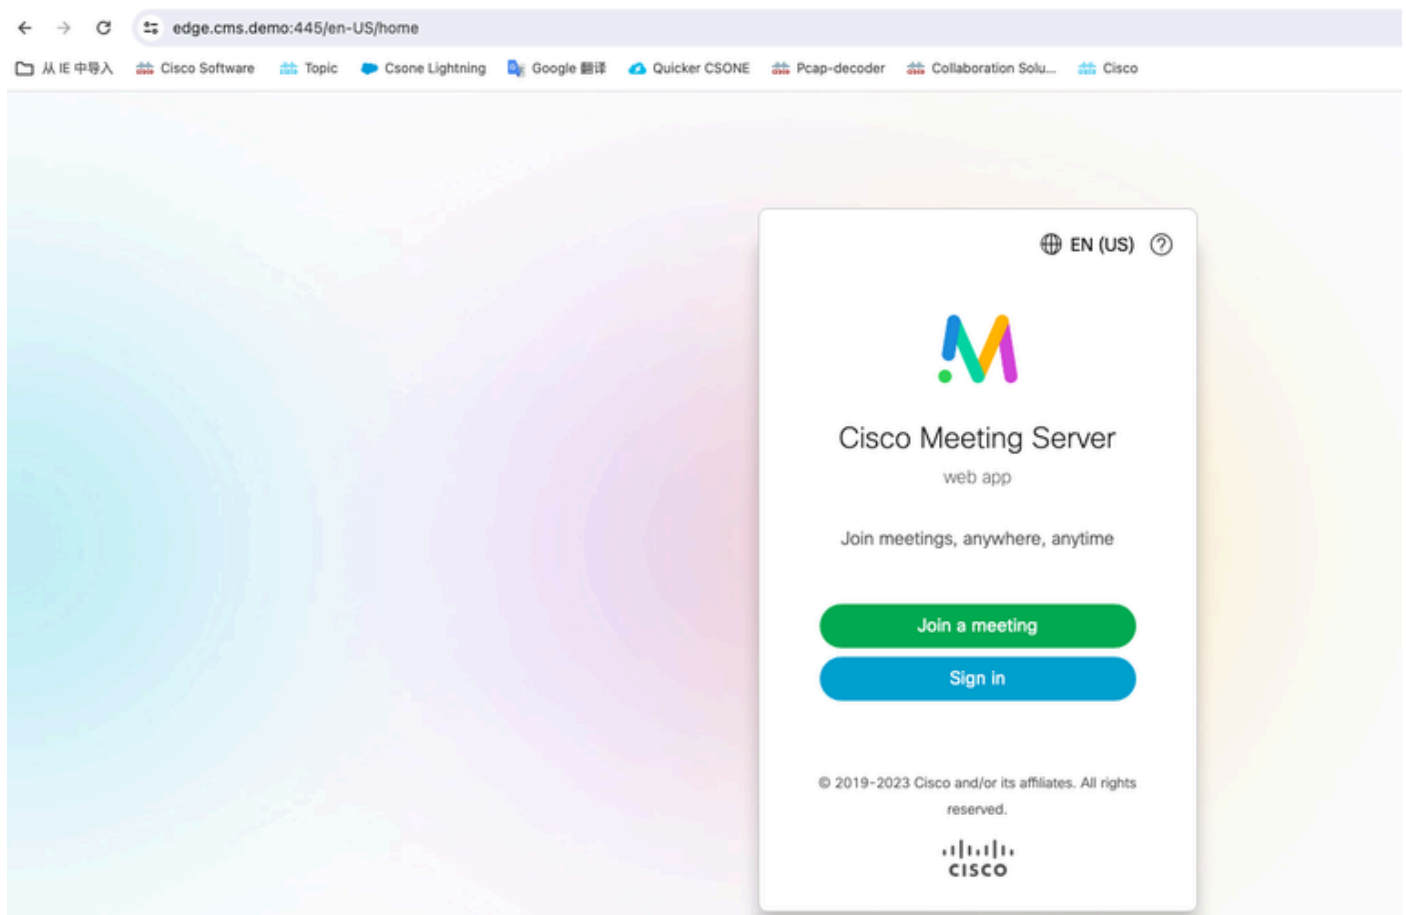 edge.cms.demo:445/en-US/home
从 IE 中导入 Cisco Software Topic Csone Lightning Google 翻译 Quicker CSONE Pcap-decoder Collaboration Solu... Cisco
EN (US) ?
Cisco Meeting Server
web app
Join meetings, anywhere, anytime
Join a meeting
Sign in
© 2019-2023 Cisco and/or its affiliates. All rights
reserved.
CISCO